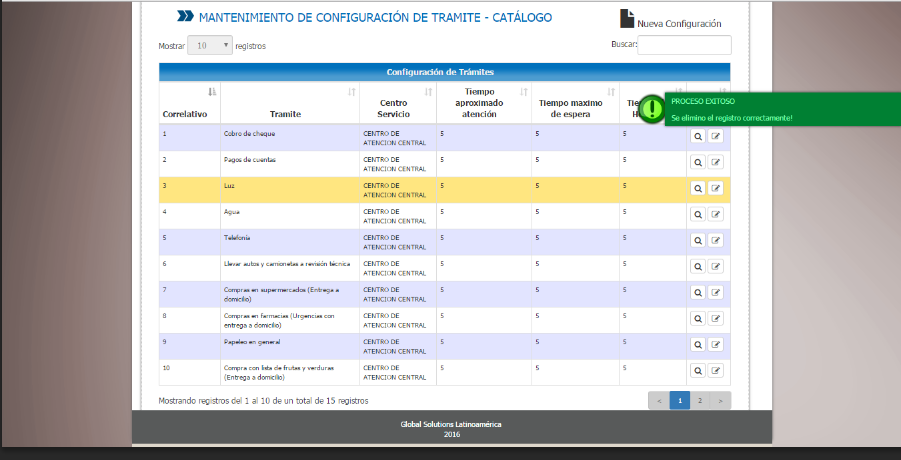 MANTENIMIENTO DE CONFIGURACIÓN DE TRAMITE - CATÁLOGO
Nueva Configuración
Mostrar 10 registros
Buscar:
Configuración de Trámites
Correlativo Tramite Centro Servicio Tiempo aproximado atención Tiempo maximo de espera
PROCESO EXITOSO
Se elimino el registro correctamente!
1 Cobro de cheque CENTRO DE ATENCION CENTRAL 5 5 5
2 Pagos de cuentas CENTRO DE ATENCION CENTRAL 5 5 5
3 Luz CENTRO DE ATENCION CENTRAL 5 5 5
4 Agua CENTRO DE ATENCION CENTRAL 5 5 5
5 Telefonía CENTRO DE ATENCION CENTRAL 5 5 5
6 Llevar autos y camionetas a revisión técnica CENTRO DE ATENCION CENTRAL 5 5 5
7 Compras en supermercados (Entrega a domicilio) CENTRO DE ATENCION CENTRAL 5 5 5
8 Compras en farmacias (Urgencias con entrega a domicilio) CENTRO DE ATENCION CENTRAL 5 5 5
9 Papeleo en general CENTRO DE ATENCION CENTRAL 5 5 5
10 Compra con lista de frutas y verduras (Entrega a domicilio) CENTRO DE ATENCION CENTRAL 5 5 5
Mostrando registros del 1 al 10 de un total de 15 registros
« 1 2 »
Global Solutions Latinoamérica
2016